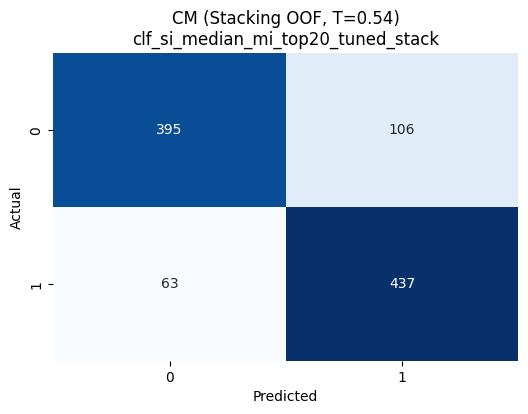 CM (Stacking OOF, T=0.54)
clf_si_median_mi_top20_tuned_stack
0
395
106
Actual
1
63
437
0
1
Predicted